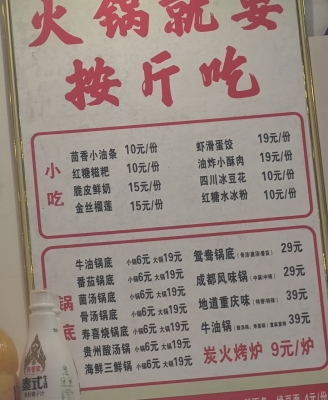 火锅就要
按斤吃
小吃
茴香小油条 10元/份
红糖糍粑 10元/份
脆皮鲜奶 15元/份
金丝榴莲 15元/份
虾滑蛋饺 19元/份
油炸小酥肉 19元/份
四川冰豆花 10元/份
红糖水冰粉 10元/份
锅底
牛油锅底 小锅6元 大锅19元
番茄锅底 小锅6元 大锅19元
菌汤锅底 小锅6元 大锅19元
骨汤锅底 小锅6元 大锅19元
寿喜烧锅底 小锅6元 大锅19元
贵州酸汤锅 小锅6元 大锅19元
海鲜三鲜锅 小锅6元 大锅19元
鸳鸯锅底 29元
成都风味锅 29元
地道重庆味 39元
牛油锅 39元
炭火烤炉 9元/炉
泰式
4元/份